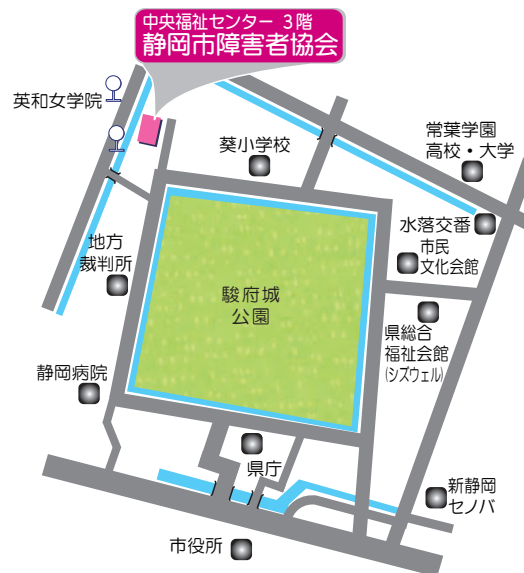 中央福祉センター 3階
静岡市障害者協会
英和女学院
葵小学校
常葉学園
高校・大学
水落交番
市民
文化会館
地方
裁判所
駿府城
公園
県総合
福祉会館
(シズウェル)
静岡病院
県庁
新静岡
セノバ
市役所